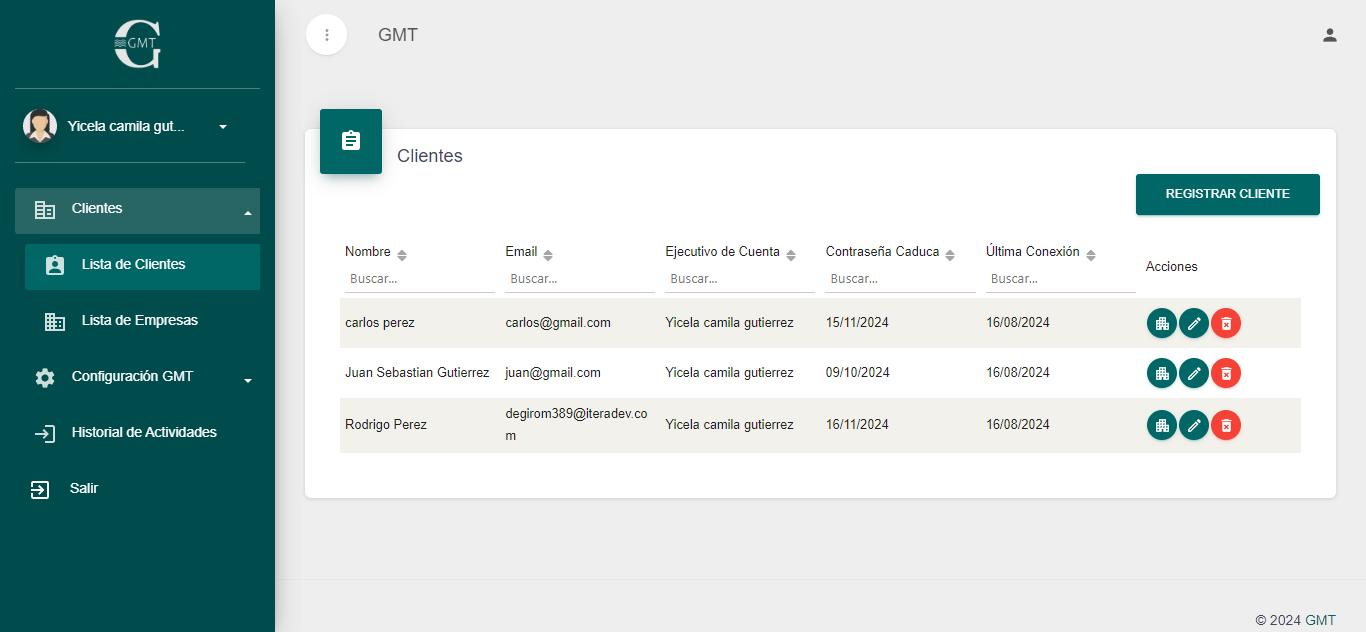 GMT
Yicela camila gut...
Clientes
Lista de Clientes
Lista de Empresas
Configuración GMT
Historial de Actividades
Salir
GMT
Clientes
REGISTRAR CLIENTE
Nombre Email Ejecutivo de Cuenta Contraseña Caduca Última Conexión Acciones
Buscar... Buscar... Buscar... Buscar... Buscar...
carlos perez carlos@gmail.com Yicela camila gutierrez 15/11/2024 16/08/2024
Juan Sebastian Gutierrez juan@gmail.com Yicela camila gutierrez 09/10/2024 16/08/2024
Rodrigo Perez degirom389@iteradev.co
m Yicela camila gutierrez 16/11/2024 16/08/2024
© 2024 GMT